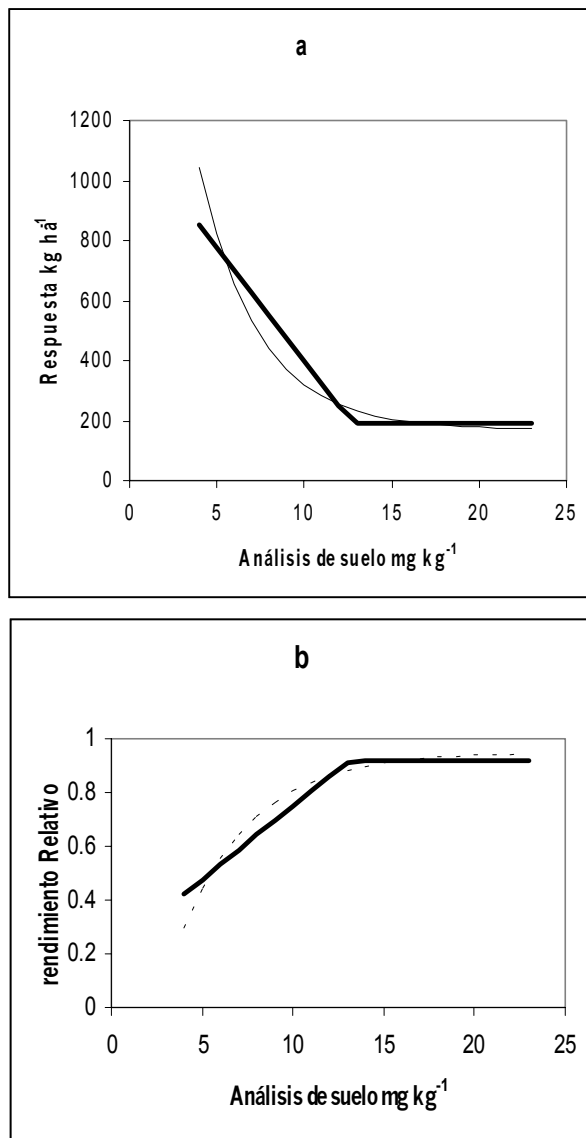 a
1200
1000
800
600
400
200
0
0 5 10 15 20 25
Respuesta kg há-¹
Análisis de suelo mg kg-¹
b
1
0.8
0.6
0.4
0.2
0
0 5 10 15 20 25
rendimiento Relativo
Análisis de suelo mg kg-¹